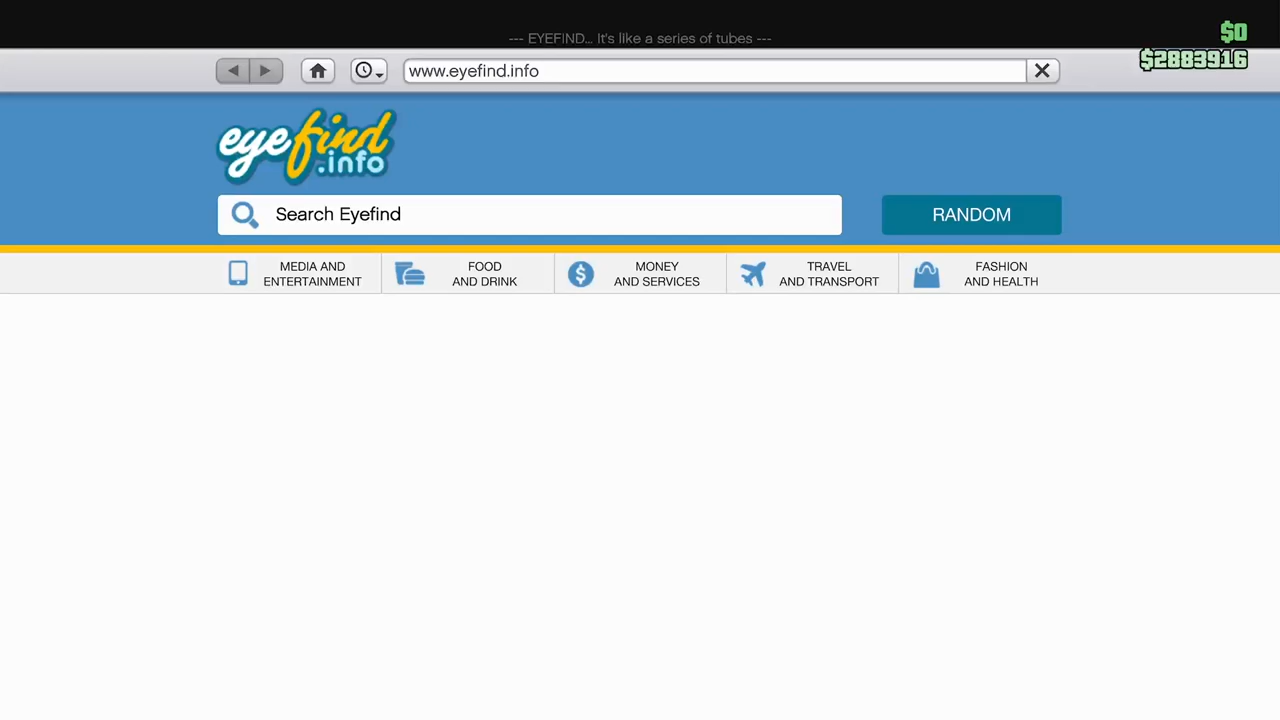 --- EYEFIND... It's like a series of tubes ---
$0
$2883916
www.eyefind.info
eyefind
.info
Search Eyefind
RANDOM
MEDIA AND
ENTERTAINMENT
FOOD
AND DRINK
MONEY
AND SERVICES
TRAVEL
AND TRANSPORT
FASHION
AND HEALTH